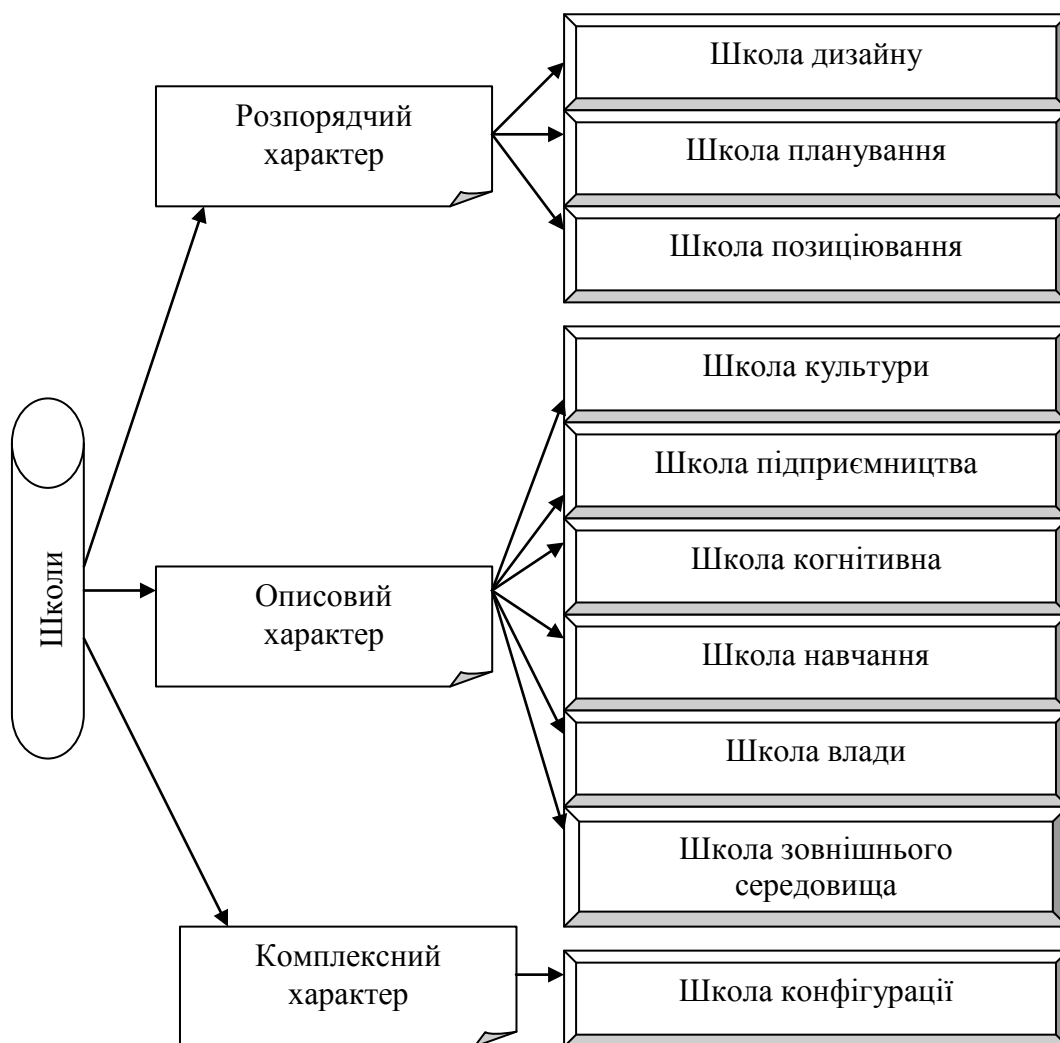 Школи
Розпорядчий
характер
Школа дизайну
Школа планування
Школа позиціювання
Описовий
характер
Школа культури
Школа підприємництва
Школа когнітивна
Школа навчання
Школа влади
Школа зовнішнього
середовища
Комплексний
характер
Школа конфігурації